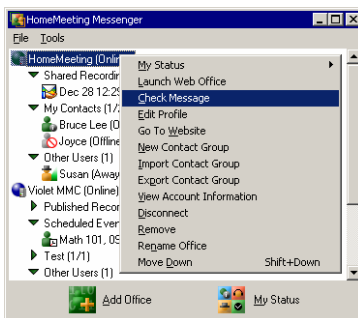 HomeMeeting Messenger
File Tools
HomeMeeting (Onlin
Shared Recordin
Dec 28 12:29
My Contacts (1/
Bruce Lee (O
Joyce (Offline
Other Users (1)
Susan (Away
Violet MMC (Online)
Published Recor
Scheduled Even
Math 101, 09
Test (1/1)
Other Users (1)
My Status
Launch Web Office
Check Message
Edit Profile
Go To Website
New Contact Group
Import Contact Group
Export Contact Group
View Account Information
Disconnect
Remove
Rename Office
Move Down Shift+Down
Add Office
My Status